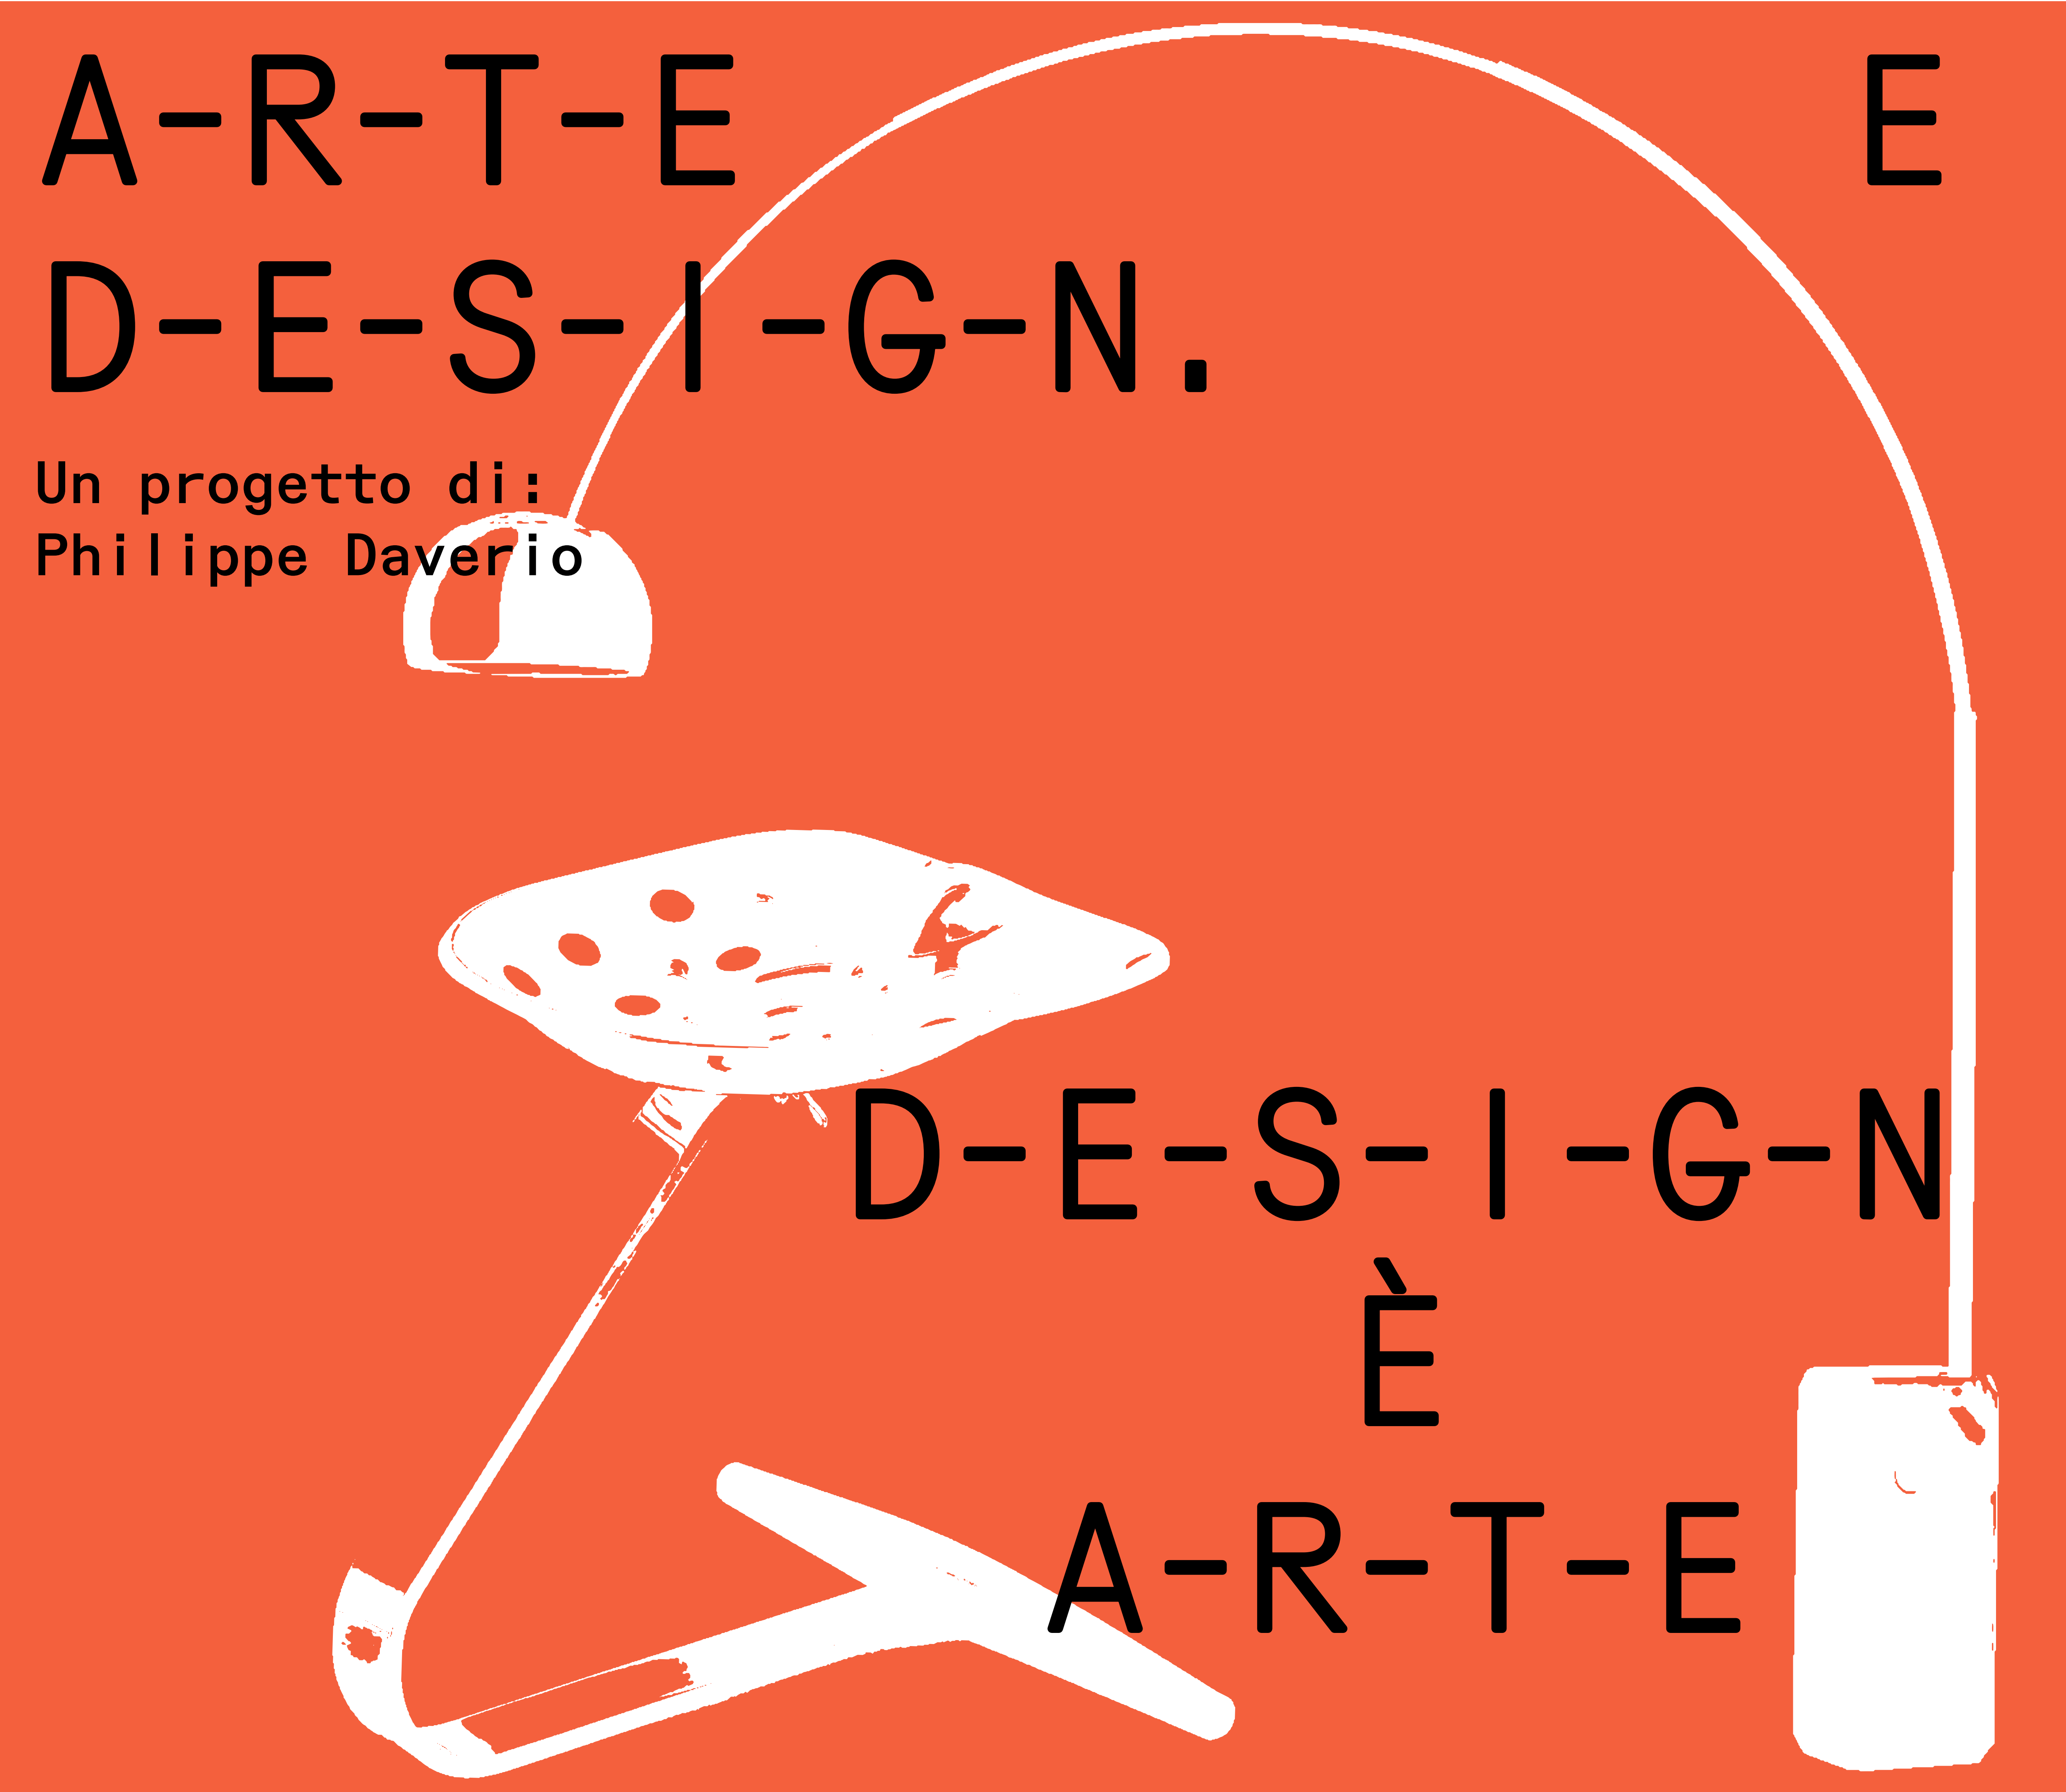 A-R-T-E E
D-E-S-I-G-N.
Un progetto di:
Philippe Daverio
D-E-S-I-G-N
È
A-R-T-E